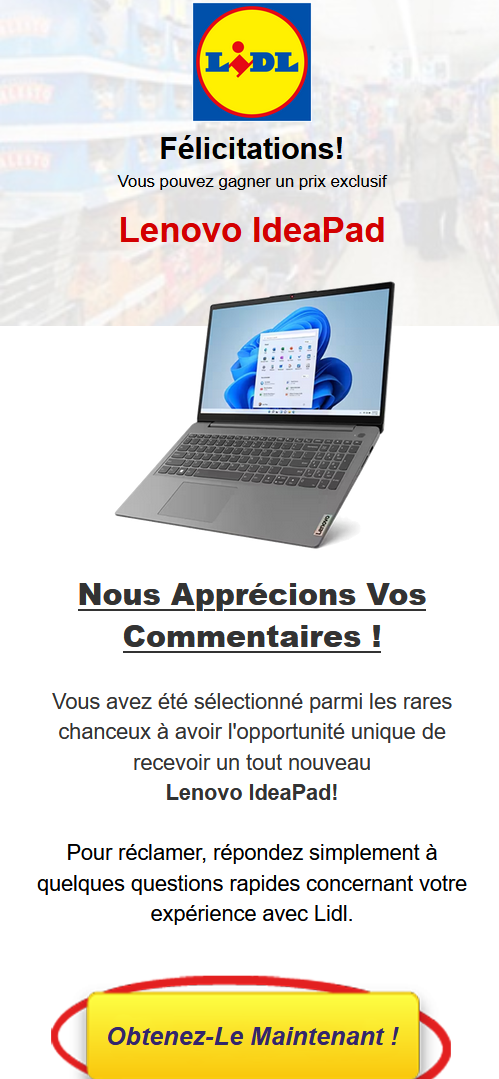 LIDL
Félicitations!
Vous pouvez gagner un prix exclusif
Lenovo IdeaPad
Lenovo
Nous Apprécions Vos
Commentaires !
Vous avez été sélectionné parmi les rares
chanceux à avoir l'opportunité unique de
recevoir un tout nouveau
Lenovo IdeaPad!
Pour réclamer, répondez simplement à
quelques questions rapides concernant votre
expérience avec Lidl.
Obtenez-Le Maintenant !